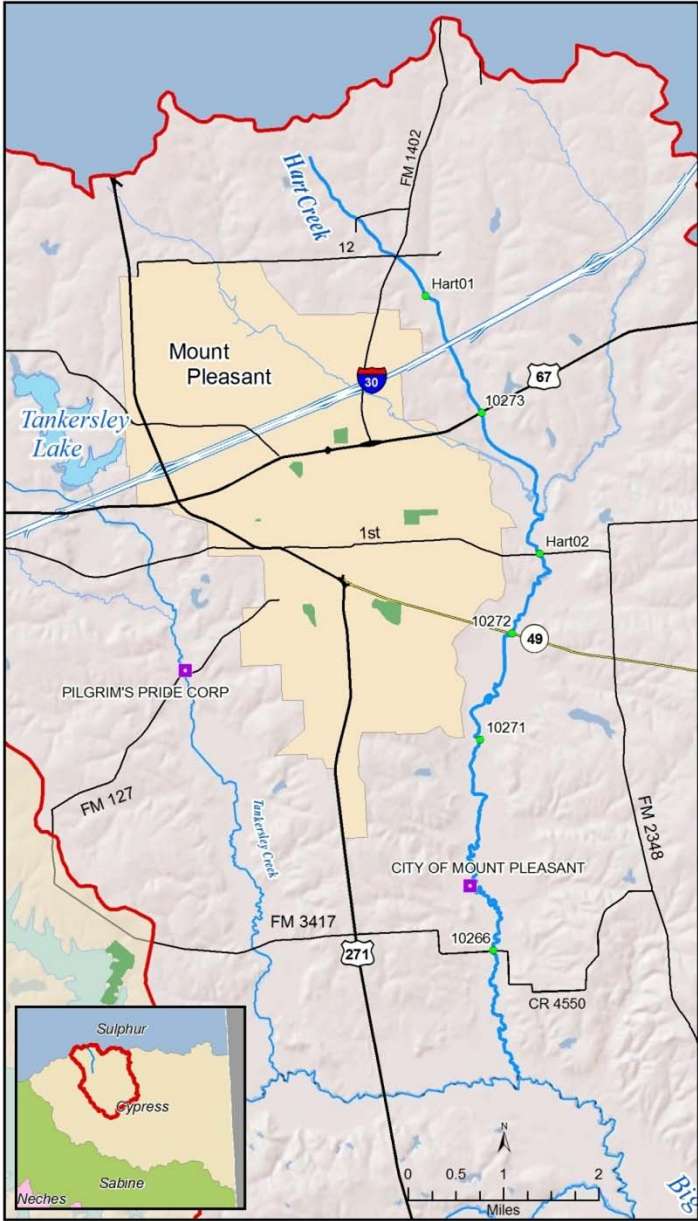 Hart Creek
FM 1402
12
Hart01
Mount
Pleasant
30
67
10273
Tankersley
Lake
1st
Hart02
10272
49
PILGRIM'S PRIDE CORP
10271
FM 127
Tankersley Creek
FM 2348
CITY OF MOUNT PLEASANT
FM 3417
271
10266
CR 4550
Sulphur
Cypress
Sabine
Neches
N
0 0.5 1 2
Miles
Big